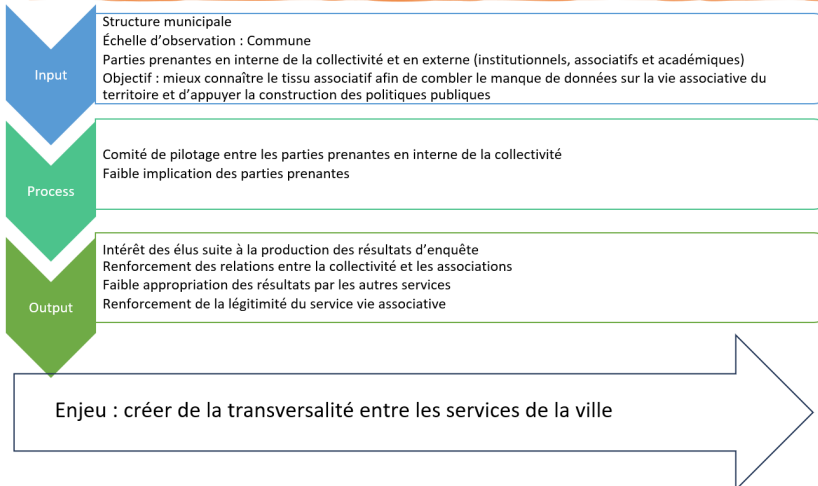 Input
Structure municipale
Échelle d'observation : Commune
Parties prenantes en interne de la collectivité et en externe (institutionnels, associatifs et académiques)
Objectif : mieux connaître le tissu associatif afin de combler le manque de données sur la vie associative du
territoire et d'appuyer la construction des politiques publiques
Process
Comité de pilotage entre les parties prenantes en interne de la collectivité
Faible implication des parties prenantes
Output
Intérêt des élus suite à la production des résultats d'enquête
Renforcement des relations entre la collectivité et les associations
Faible appropriation des résultats par les autres services
Renforcement de la légitimité du service vie associative
Enjeu : créer de la transversalité entre les services de la ville